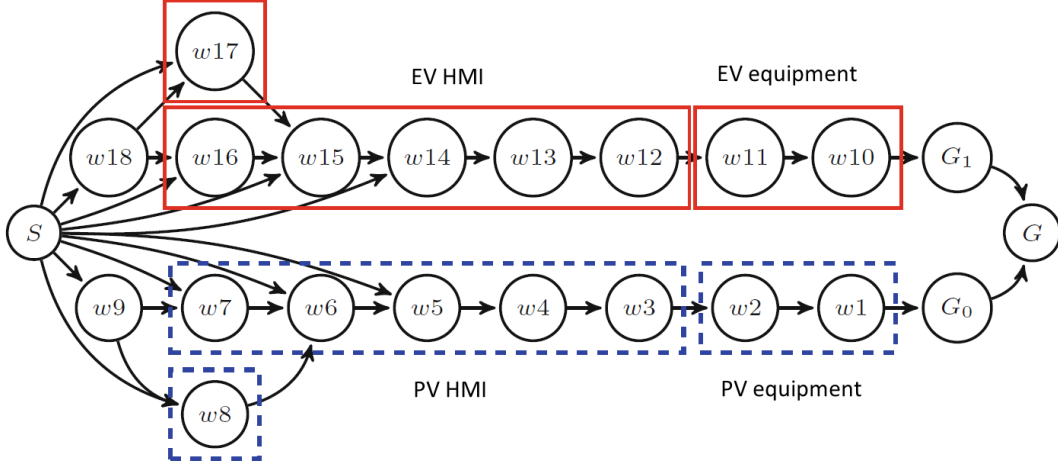 w17
EV HMI
EV equipment
w18
w16
w15
w14
w13
w12
w11
w10
G1
S
G
w9
w7
w6
w5
w4
w3
w2
w1
G0
PV HMI
PV equipment
w8